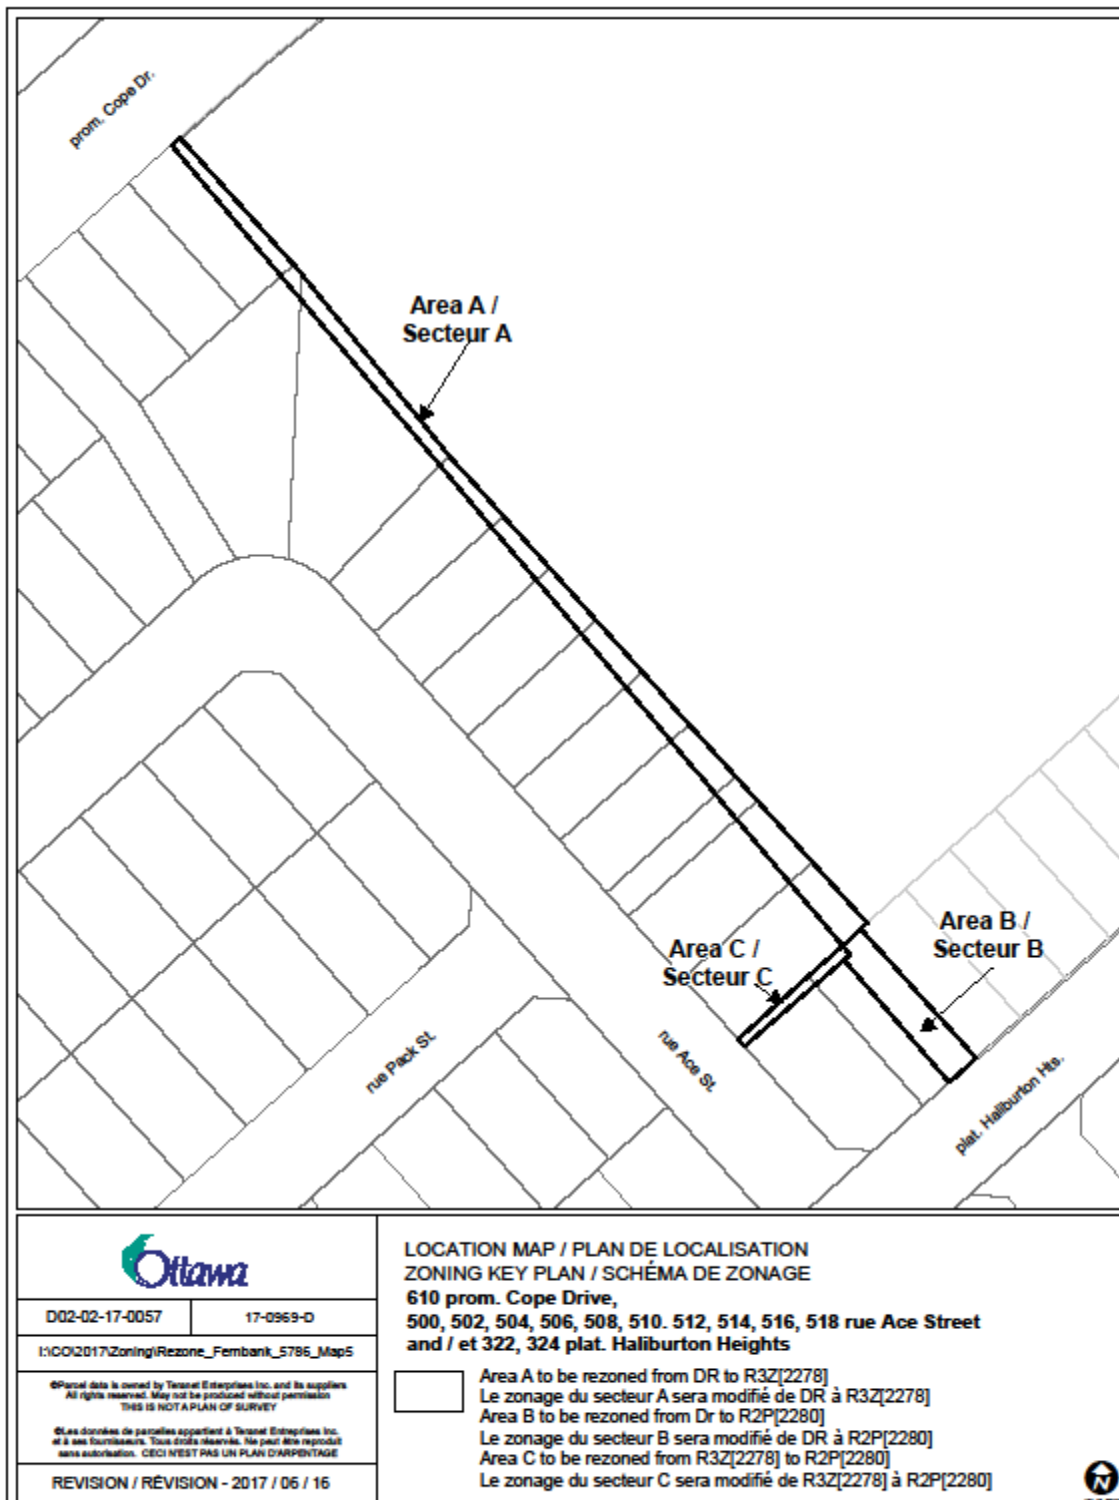 prom. Cope Dr.
Area A /
Secteur A
Area B /
Secteur B
Area C /
Secteur C
rue Pack St.
rue Ace St.
plat. Haliburton Hts.
Ottawa
D02-02-17-0057
17-0969-D
I:\CO\2017\Zoning\Rezone_Fernbank_5786_Map5
©Parcel data is owned by Teranet Enterprises Inc. and its suppliers
All rights reserved. May not be produced without permission
THIS IS NOT A PLAN OF SURVEY
©Les données de parcelles appartient à Teranet Entreprises Inc.
et à ses fournisseurs. Tous droits réservés. Ne peut être reproduit
sans autorisation. CECI N'EST PAS UN PLAN D'ARPENTAGE
REVISION / RÉVISION - 2017 / 06 / 16
LOCATION MAP / PLAN DE LOCALISATION
ZONING KEY PLAN / SCHÉMA DE ZONAGE
610 prom. Cope Drive,
500, 502, 504, 506, 508, 510. 512, 514, 516, 518 rue Ace Street
and / et 322, 324 plat. Haliburton Heights
Area A to be rezoned from DR to R3Z[2278]
Le zonage du secteur A sera modifié de DR à R3Z[2278]
Area B to be rezoned from Dr to R2P[2280]
Le zonage du secteur B sera modifié de DR à R2P[2280]
Area C to be rezoned from R3Z[2278] to R2P[2280]
Le zonage du secteur C sera modifié de R3Z[2278] à R2P[2280]
N